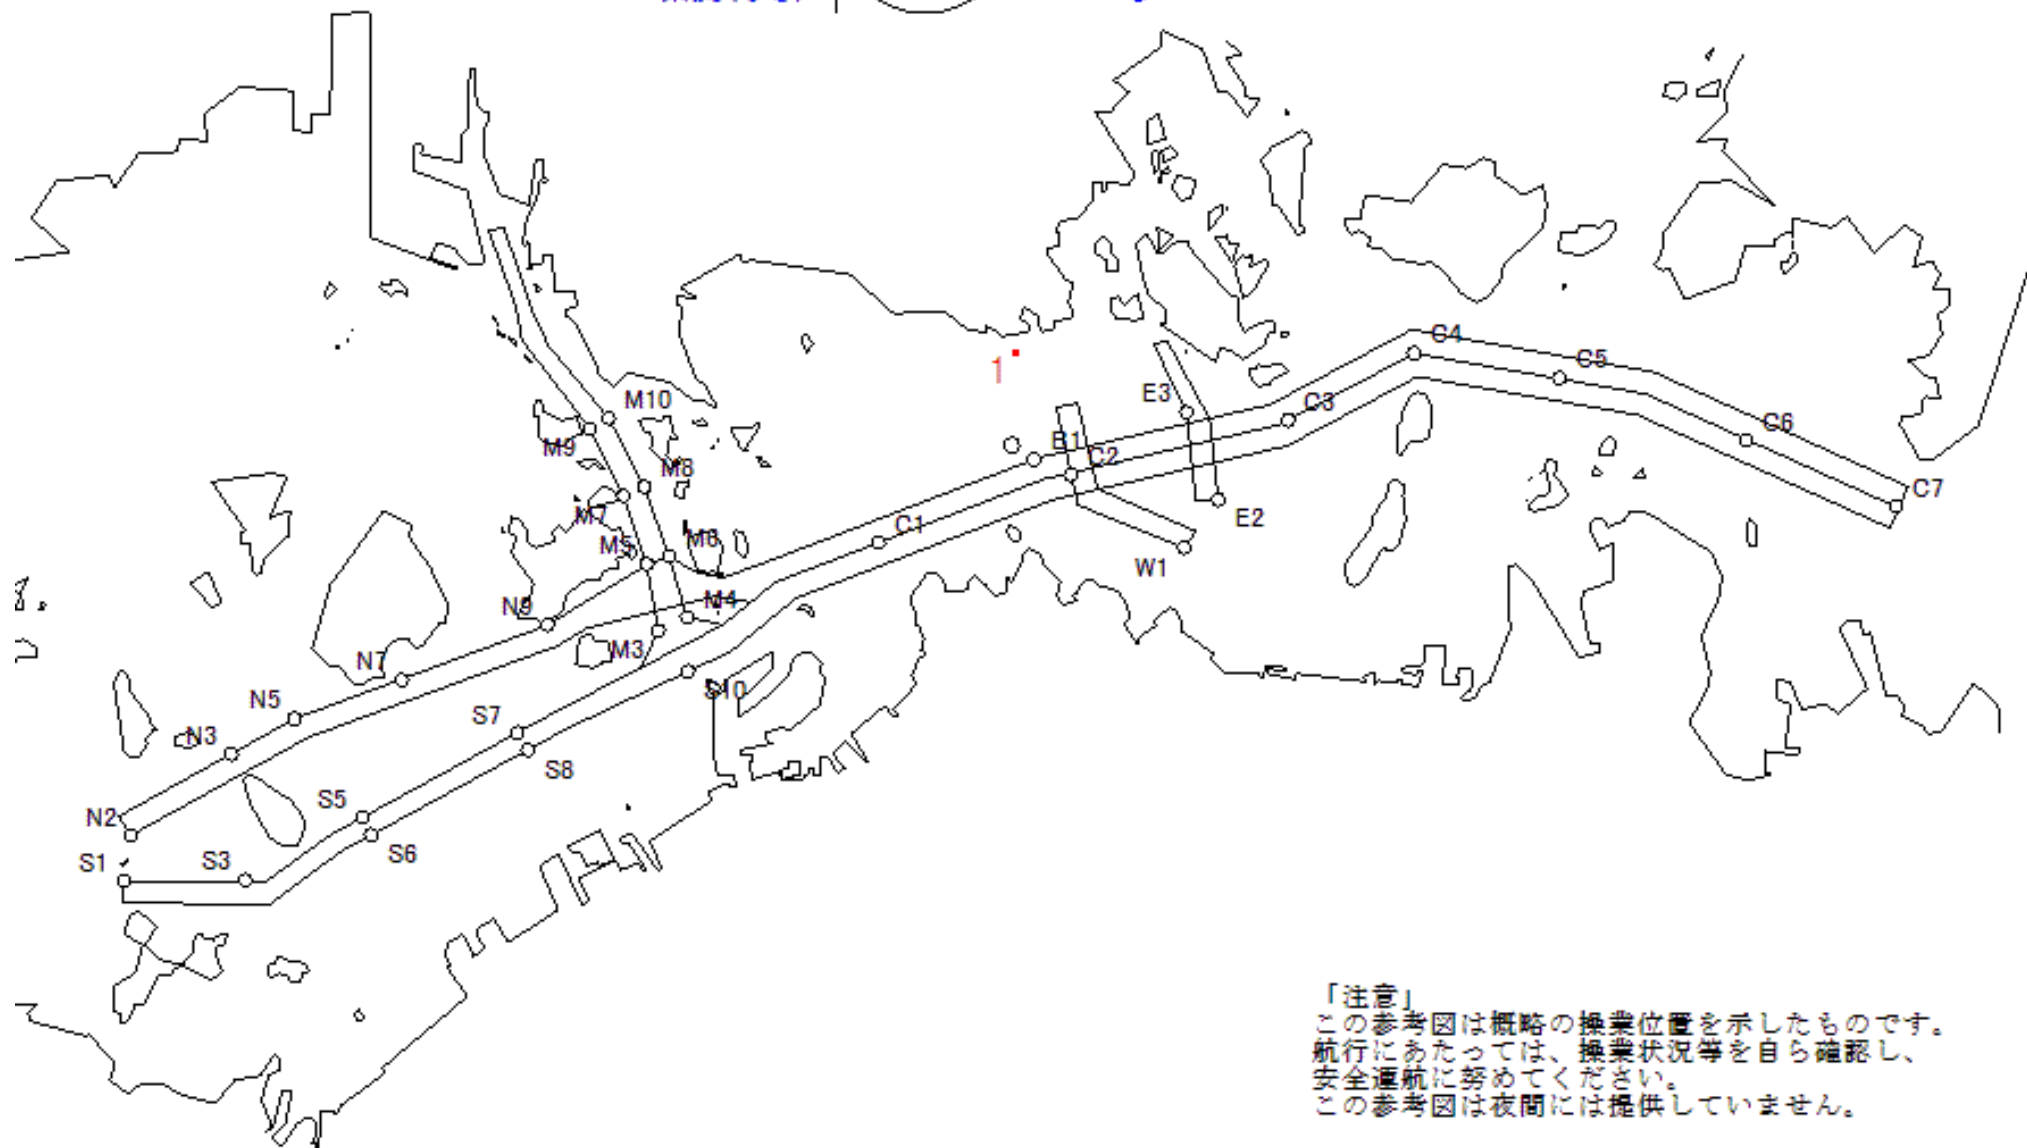 C4
C5
1
E3
M10
C3
B1
C6
M9
C2
M8
C7
M7
E2
C1
M6
M5
W1
M4
N9
M3
N7
S10
N5
S7
N3
S8
S5
N2
S6
S1
S3
「注意」
この参考図は概略の操業位置を示したものです。
航行にあたっては、操業状況等を自ら確認し、
安全運航に努めてください。
この参考図は夜間には提供していません。